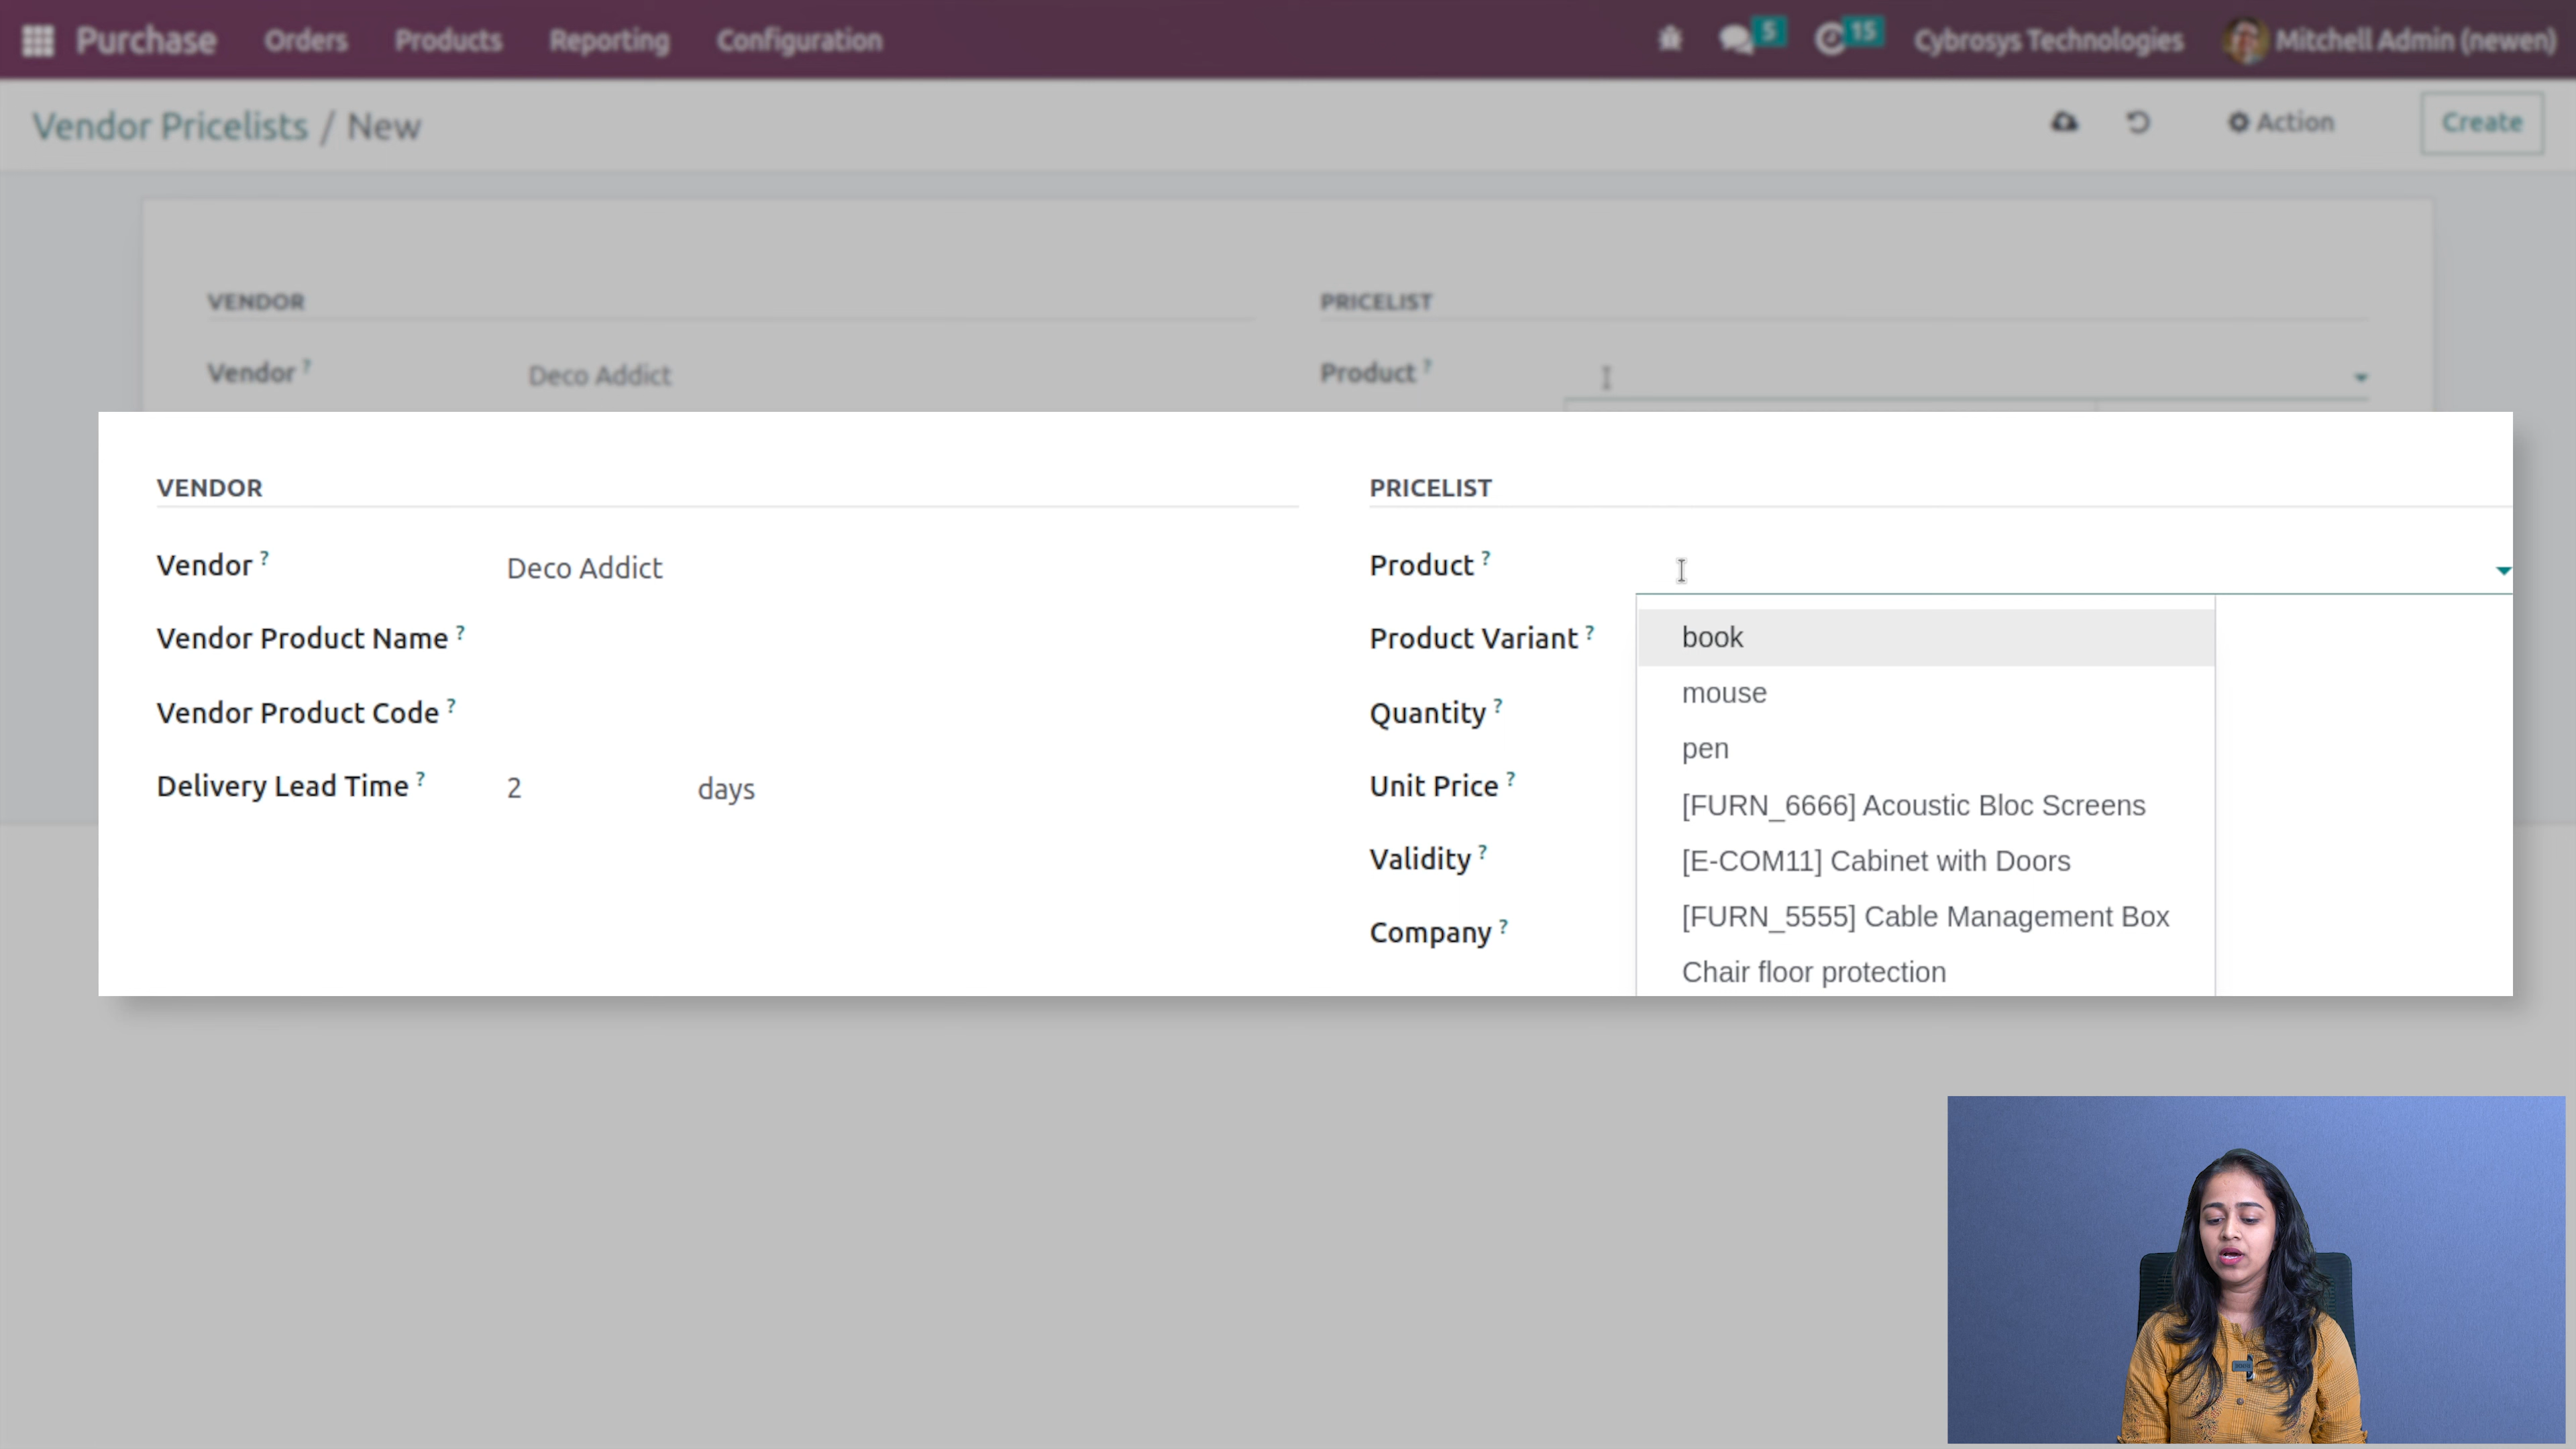 Purchase Orders Products Reporting Configuration 5 15 Cybrosys Technologies Mitchell Admin (newen)
Vendor Pricelists / New Action Create
VENDOR PRICELIST
Vendor ? Deco Addict Product ?
VENDOR PRICELIST
Vendor ? Deco Addict Product ?
Vendor Product Name ? Product Variant ? book
mouse
Vendor Product Code ? Quantity ?
pen
Delivery Lead Time ? 2 days Unit Price ?
[FURN_6666] Acoustic Bloc Screens
Validity ? [E-COM11] Cabinet with Doors
Company ? [FURN_5555] Cable Management Box
Chair floor protection